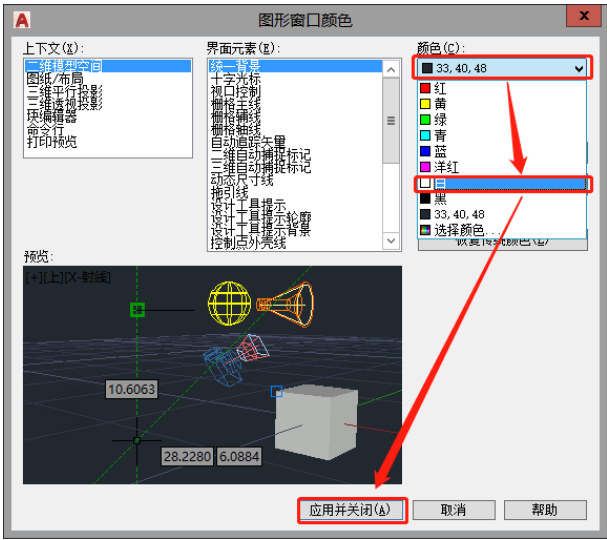 图形窗口颜色
x
上下文(X):
二维模型空间
图纸/布局
三维平行投影
三维透视投影
块编辑器
命令行
打印预览
界面元素(E):
统一背景
十字光标
视口控制
栅格主线
栅格辅线
栅格轴线
自动追踪矢量
二维自动捕捉标记
三维自动捕捉标记
动态尺寸线
拖引线
设计工具提示
设计工具提示轮廓
设计工具提示背景
控制点外壳线
颜色(C):
33, 40, 48
红
黄
绿
青
蓝
洋红
白
黑
33, 40, 48
选择颜色...
恢复传统颜色(L)
预览:
[+][上][X-射线]
10.6063
28.2280
6.0884
应用并关闭(A)
取消
帮助